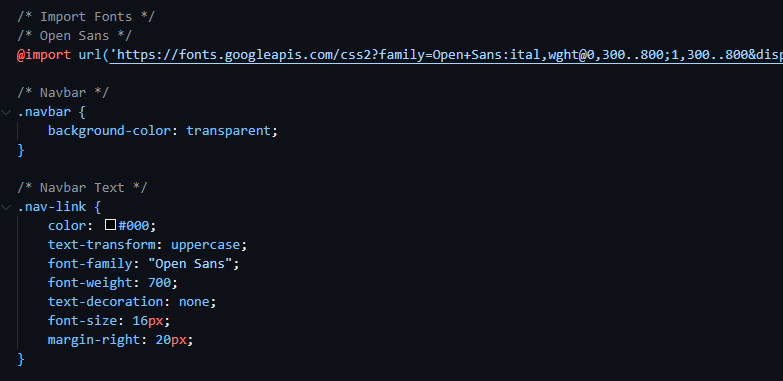 /* Import Fonts */
/* Open Sans */
@import url('https://fonts.googleapis.com/css2?family=Open+Sans:ital,wght@0,300..800;1,300..800&disp
/* Navbar */
.navbar {
background-color: transparent;
}
/* Navbar Text */
.nav-link {
color: #000;
text-transform: uppercase;
font-family: "Open Sans";
font-weight: 700;
text-decoration: none;
font-size: 16px;
margin-right: 20px;
}